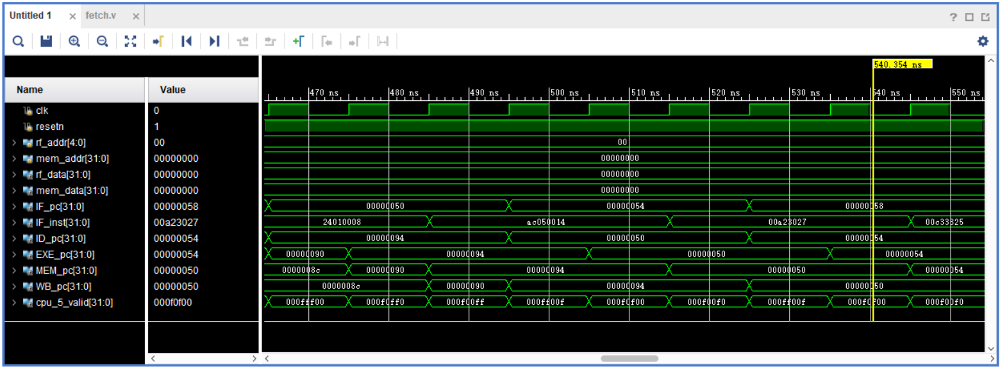 Untitled 1 × fetch.v ×
?
540.354 ns
Name Value
470 ns 480 ns 490 ns 500 ns 510 ns 520 ns 530 ns 540 ns 550 ns
clk 0
resetn 1
> rf_addr[4:0] 00 00
> mem_addr[31:0] 00000000 00000000
> rf_data[31:0] 00000000 00000000
> mem_data[31:0] 00000000 00000000
> IF_pc[31:0] 00000058 00000050 00000054 00000058
> IF_inst[31:0] 00a23027 24010008 ac050014 00a23027 00c33825
> ID_pc[31:0] 00000054 00000094 00000050 00000054
> EXE_pc[31:0] 00000054 00000090 00000094 00000050 00000054
> MEM_pc[31:0] 00000050 0000008c 00000090 00000094 00000050 00000054
> WB_pc[31:0] 00000050 0000008c 00000090 00000094 00000050
> cpu_5_valid[31:0] 000f0f00 000fff00 000f0ff0 000f00ff 000ff00f 000f0f00 000f00f0 000ff00f 000f0f00 000f00f0